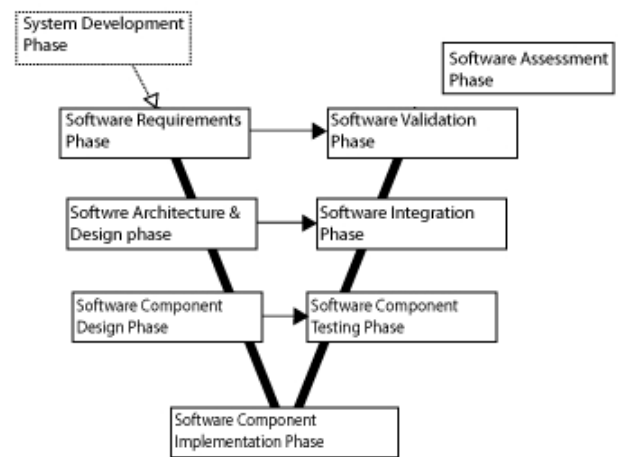 System Development
Phase
Software Assessment
Phase
Software Requirements
Phase
Software Validation
Phase
Softwre Architecture &
Design phase
Software Integration
Phase
Software Component
Design Phase
Software Component
Testing Phase
Software Component
Implementation Phase